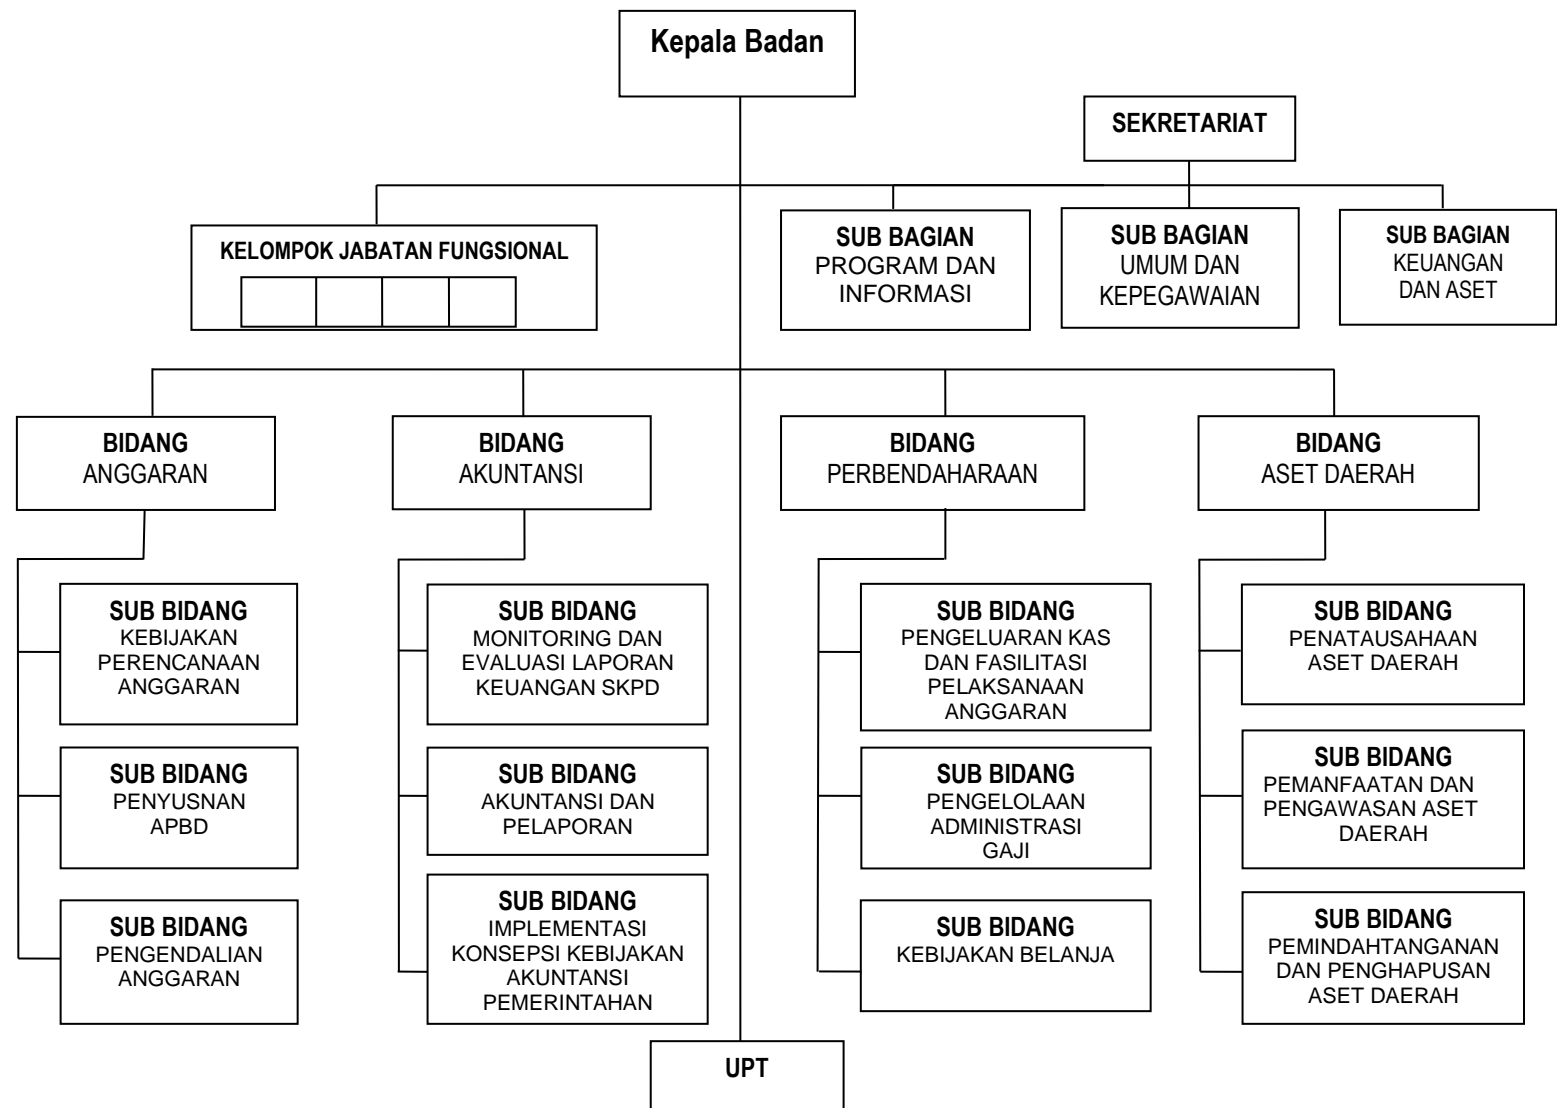 Kepala Badan
SEKRETARIAT
KELOMPOK JABATAN FUNGSIONAL
SUB BAGIAN
PROGRAM DAN
INFORMASI
SUB BAGIAN
UMUM DAN
KEPEGAWAIAN
SUB BAGIAN
KEUANGAN
DAN ASET
BIDANG
ANGGARAN
BIDANG
AKUNTANSI
BIDANG
PERBENDAHARAAN
BIDANG
ASET DAERAH
SUB BIDANG
KEBIJAKAN
PERENCANAAN
ANGGARAN
SUB BIDANG
PENYUSNAN
APBD
SUB BIDANG
PENGENDALIAN
ANGGARAN
SUB BIDANG
MONITORING DAN
EVALUASI LAPORAN
KEUANGAN SKPD
SUB BIDANG
AKUNTANSI DAN
PELAPORAN
SUB BIDANG
IMPLEMENTASI
KONSEPSI KEBIJAKAN
AKUNTANSI
PEMERINTAHAN
SUB BIDANG
PENGELUARAN KAS
DAN FASILITASI
PELAKSANAAN
ANGGARAN
SUB BIDANG
PENGELOLAAN
ADMINISTRASI
GAJI
SUB BIDANG
KEBIJAKAN BELANJA
SUB BIDANG
PENATAUSAHAAN
ASET DAERAH
SUB BIDANG
PEMANFAATAN DAN
PENGAWASAN ASET
DAERAH
SUB BIDANG
PEMINDAHTANGANAN
DAN PENGHAPUSAN
ASET DAERAH
UPT